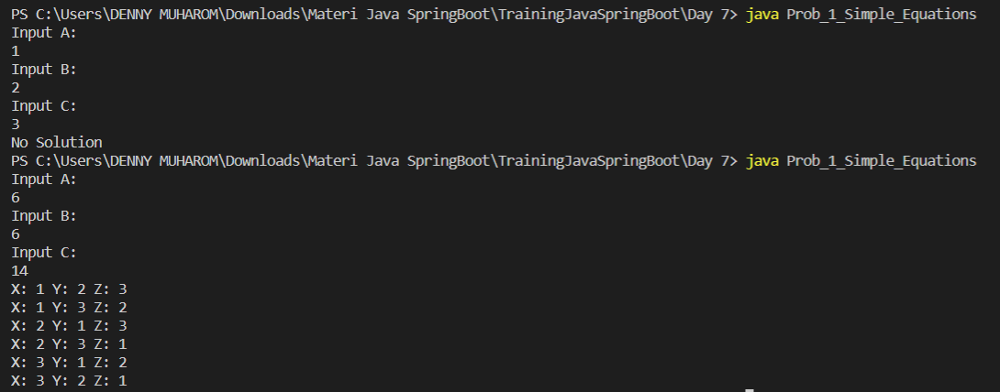 PS C:\Users\DENNY MUHAROM\Downloads\Materi Java SpringBoot\TrainingJavaSpringBoot\Day 7> java Prob_1_Simple_Equations
Input A:
1
Input B:
2
Input C:
3
No Solution
PS C:\Users\DENNY MUHAROM\Downloads\Materi Java SpringBoot\TrainingJavaSpringBoot\Day 7> java Prob_1_Simple_Equations
Input A:
6
Input B:
6
Input C:
14
X: 1 Y: 2 Z: 3
X: 1 Y: 3 Z: 2
X: 2 Y: 1 Z: 3
X: 2 Y: 3 Z: 1
X: 3 Y: 1 Z: 2
X: 3 Y: 2 Z: 1